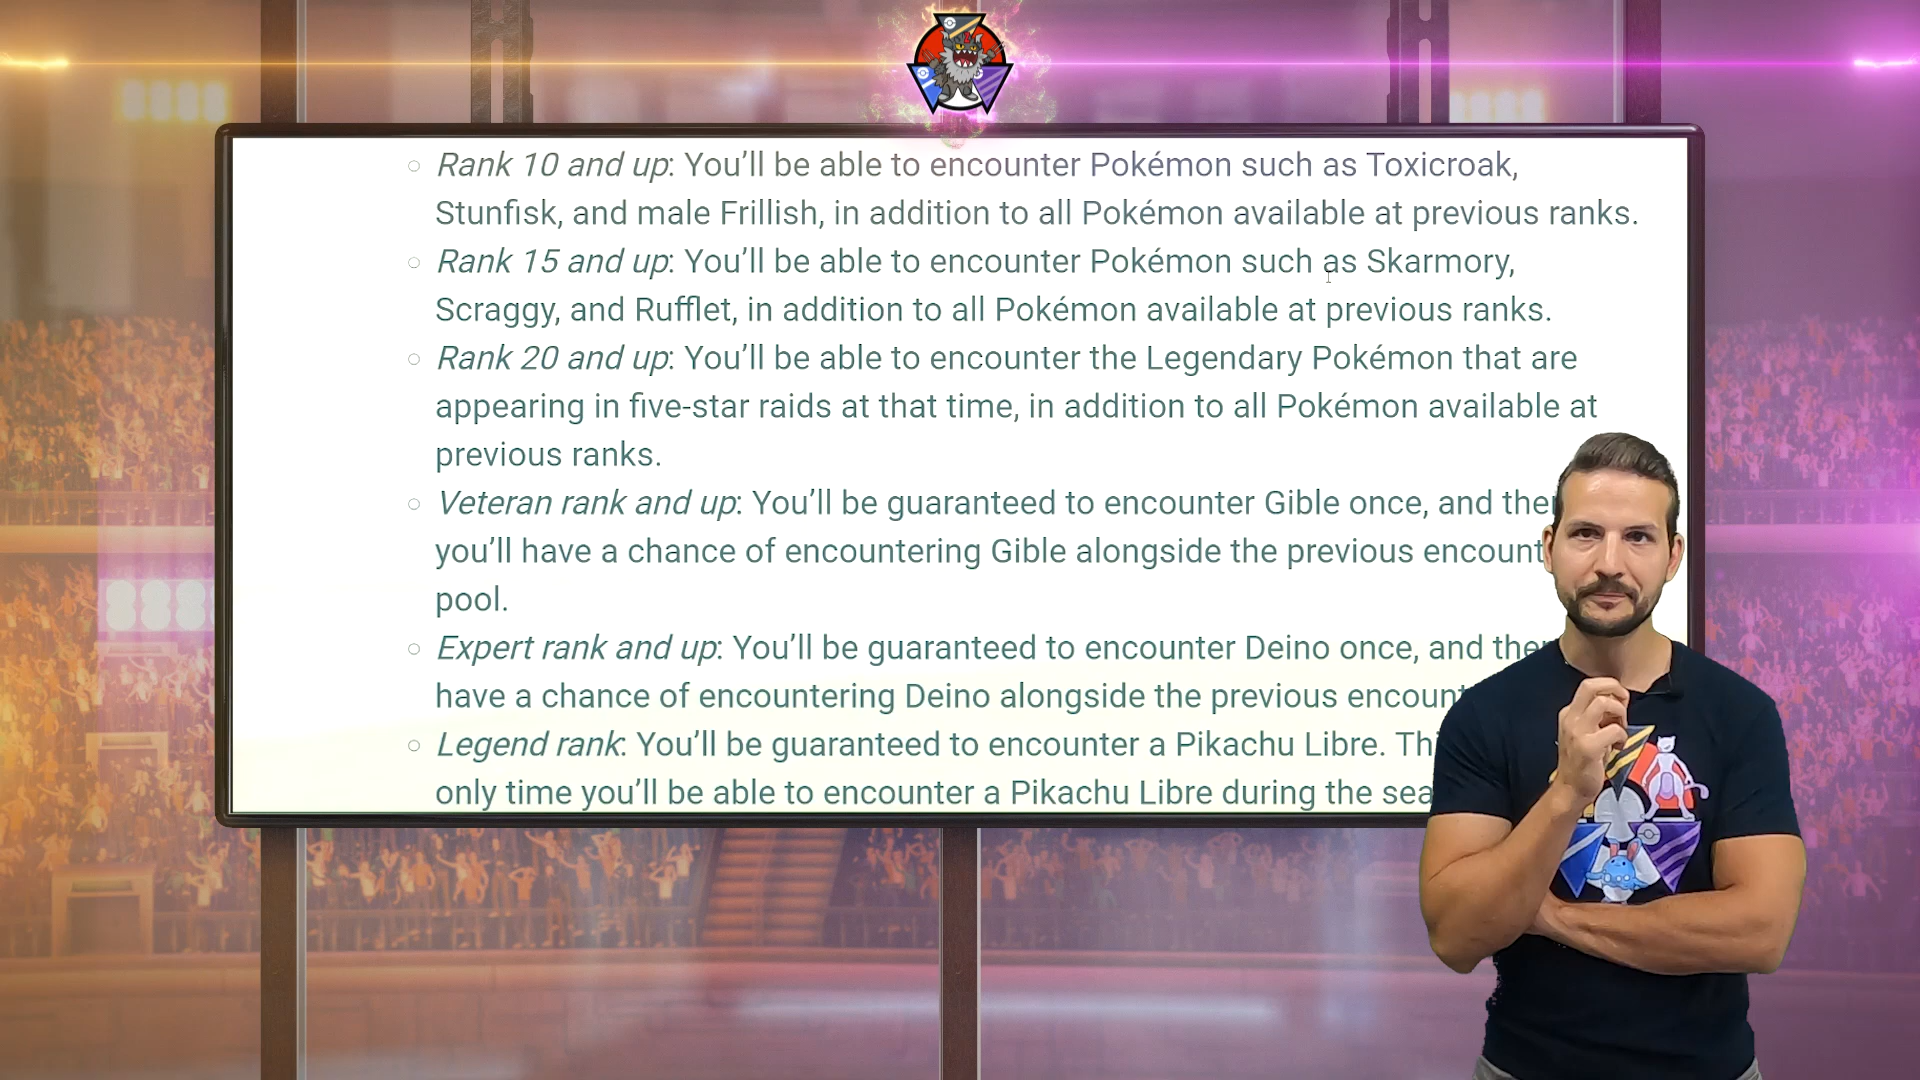 Rank 10 and up: You’ll be able to encounter Pokémon such as Toxicroak,
Stunfisk, and male Frillish, in addition to all Pokémon available at previous ranks.
Rank 15 and up: You’ll be able to encounter Pokémon such as Skarmory,
Scraggy, and Rufflet, in addition to all Pokémon available at previous ranks.
Rank 20 and up: You’ll be able to encounter the Legendary Pokémon that are
appearing in five-star raids at that time, in addition to all Pokémon available at
previous ranks.
Veteran rank and up: You’ll be guaranteed to encounter Gible once, and
you’ll have a chance of encountering Gible alongside the previous
pool.
Expert rank and up: You’ll be guaranteed to encounter Deino once, and
have a chance of encountering Deino alongside the previous
Legend rank: You’ll be guaranteed to encounter a Pikachu Libre.
only time you’ll be able to encounter a Pikachu Libre during the